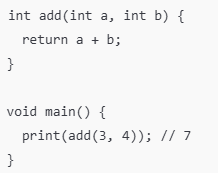 int add(int a, int b) {
  return a + b;
}

void main() {
  print(add(3, 4)); // 7
}